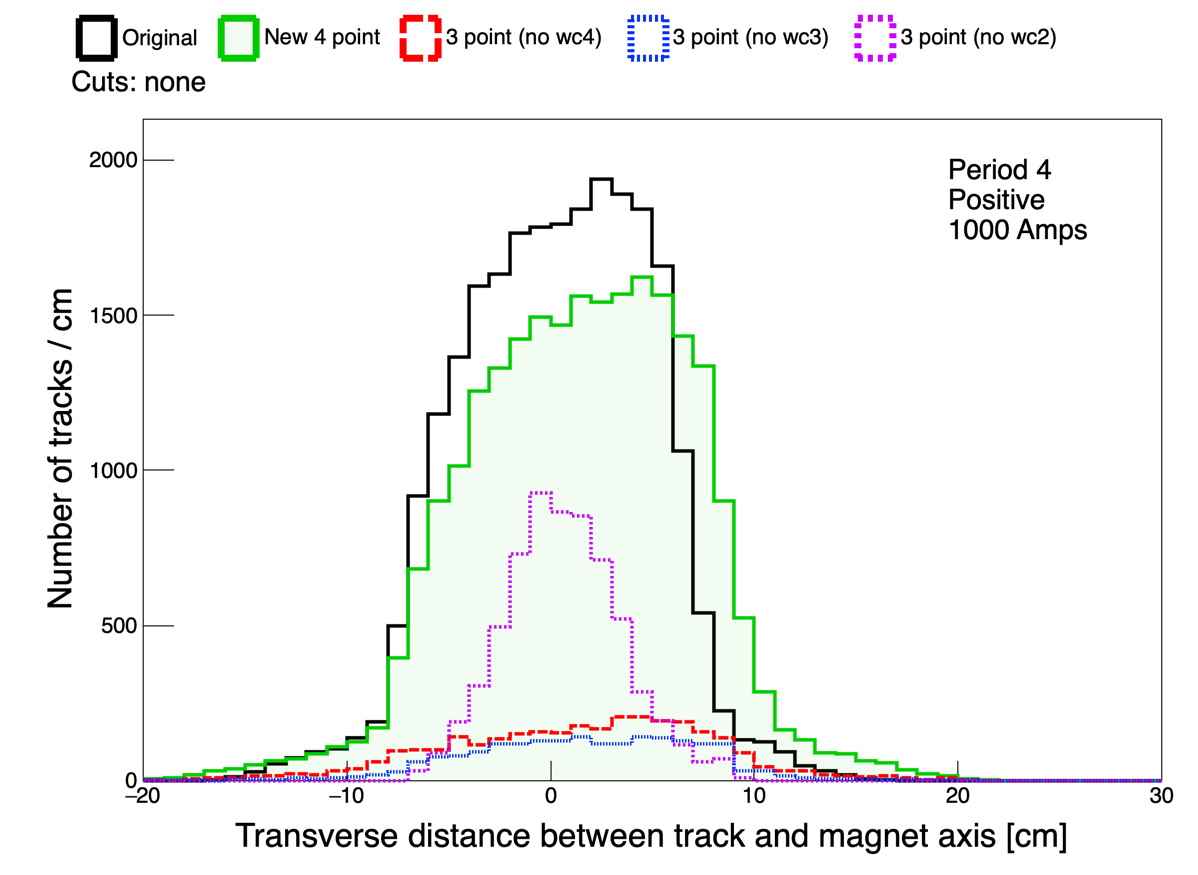 Original New 4 point 3 point (no wc4) 3 point (no wc3) 3 point (no wc2)
Cuts: none
Period 4
Positive
1000 Amps
2000
1500
1000
500
0
Number of tracks / cm
−20 −10 0 10 20 30
Transverse distance between track and magnet axis [cm]